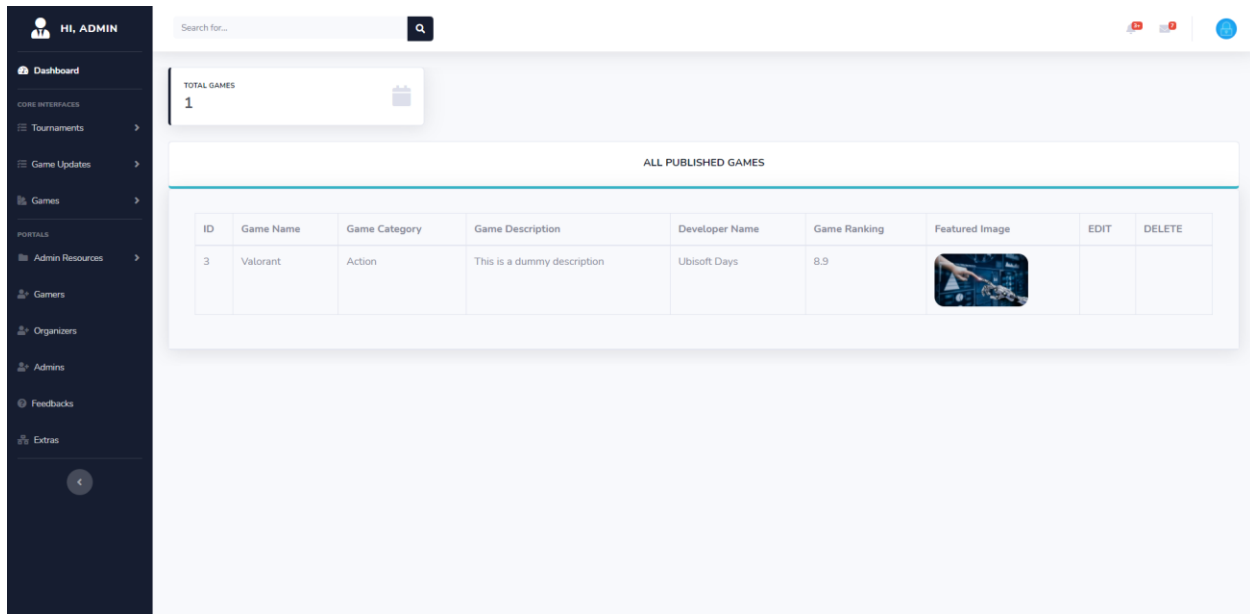 HI, ADMIN
Search for...
3+
7
Dashboard
CORE INTERFACES
Tournaments
Game Updates
Games
PORTALS
Admin Resources
Gamers
Organizers
Admins
Feedbacks
Extras
TOTAL GAMES
1
ALL PUBLISHED GAMES
ID Game Name Game Category Game Description Developer Name Game Ranking Featured Image EDIT DELETE
3 Valorant Action This is a dummy description Ubisoft Days 8.9